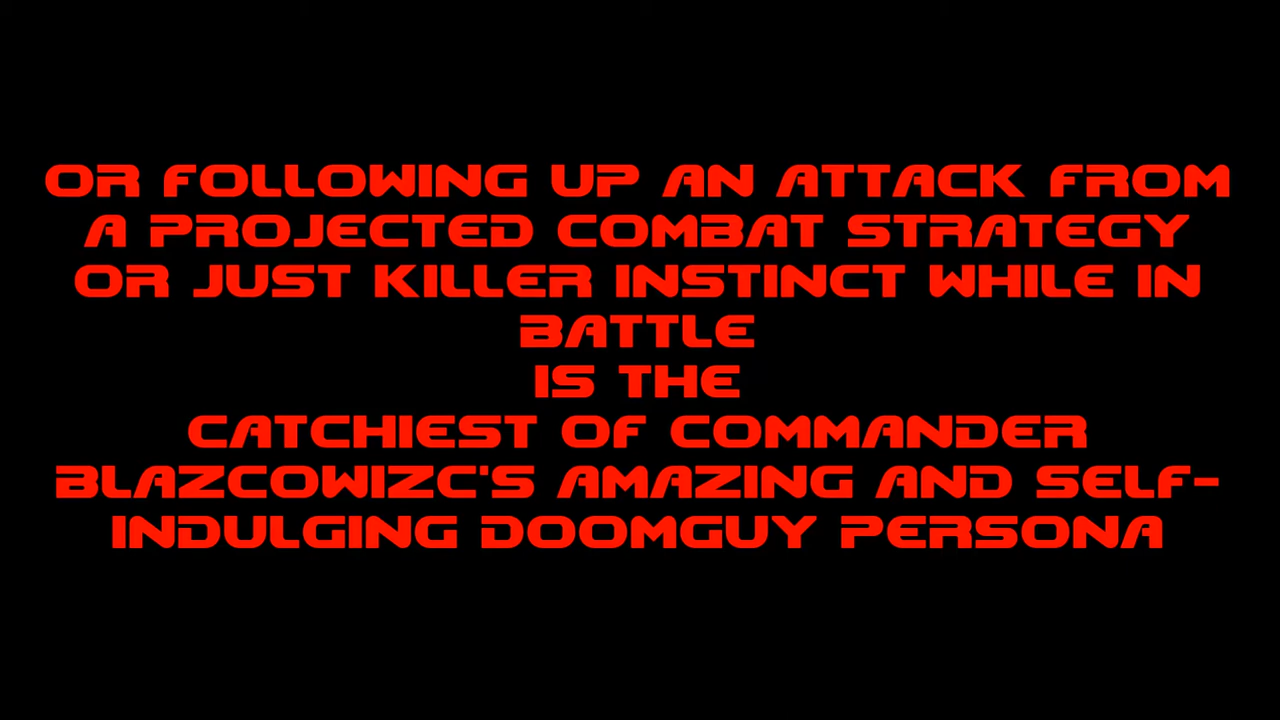 OR FOLLOWING UP AN ATTACK FROM
A PROJECTED COMBAT STRATEGY
OR JUST KILLER INSTINCT WHILE IN
BATTLE
IS THE
CATCHIEST OF COMMANDER
BLAZCOWIZC'S AMAZING AND SELF-
INDULGING DOOMGUY PERSONA